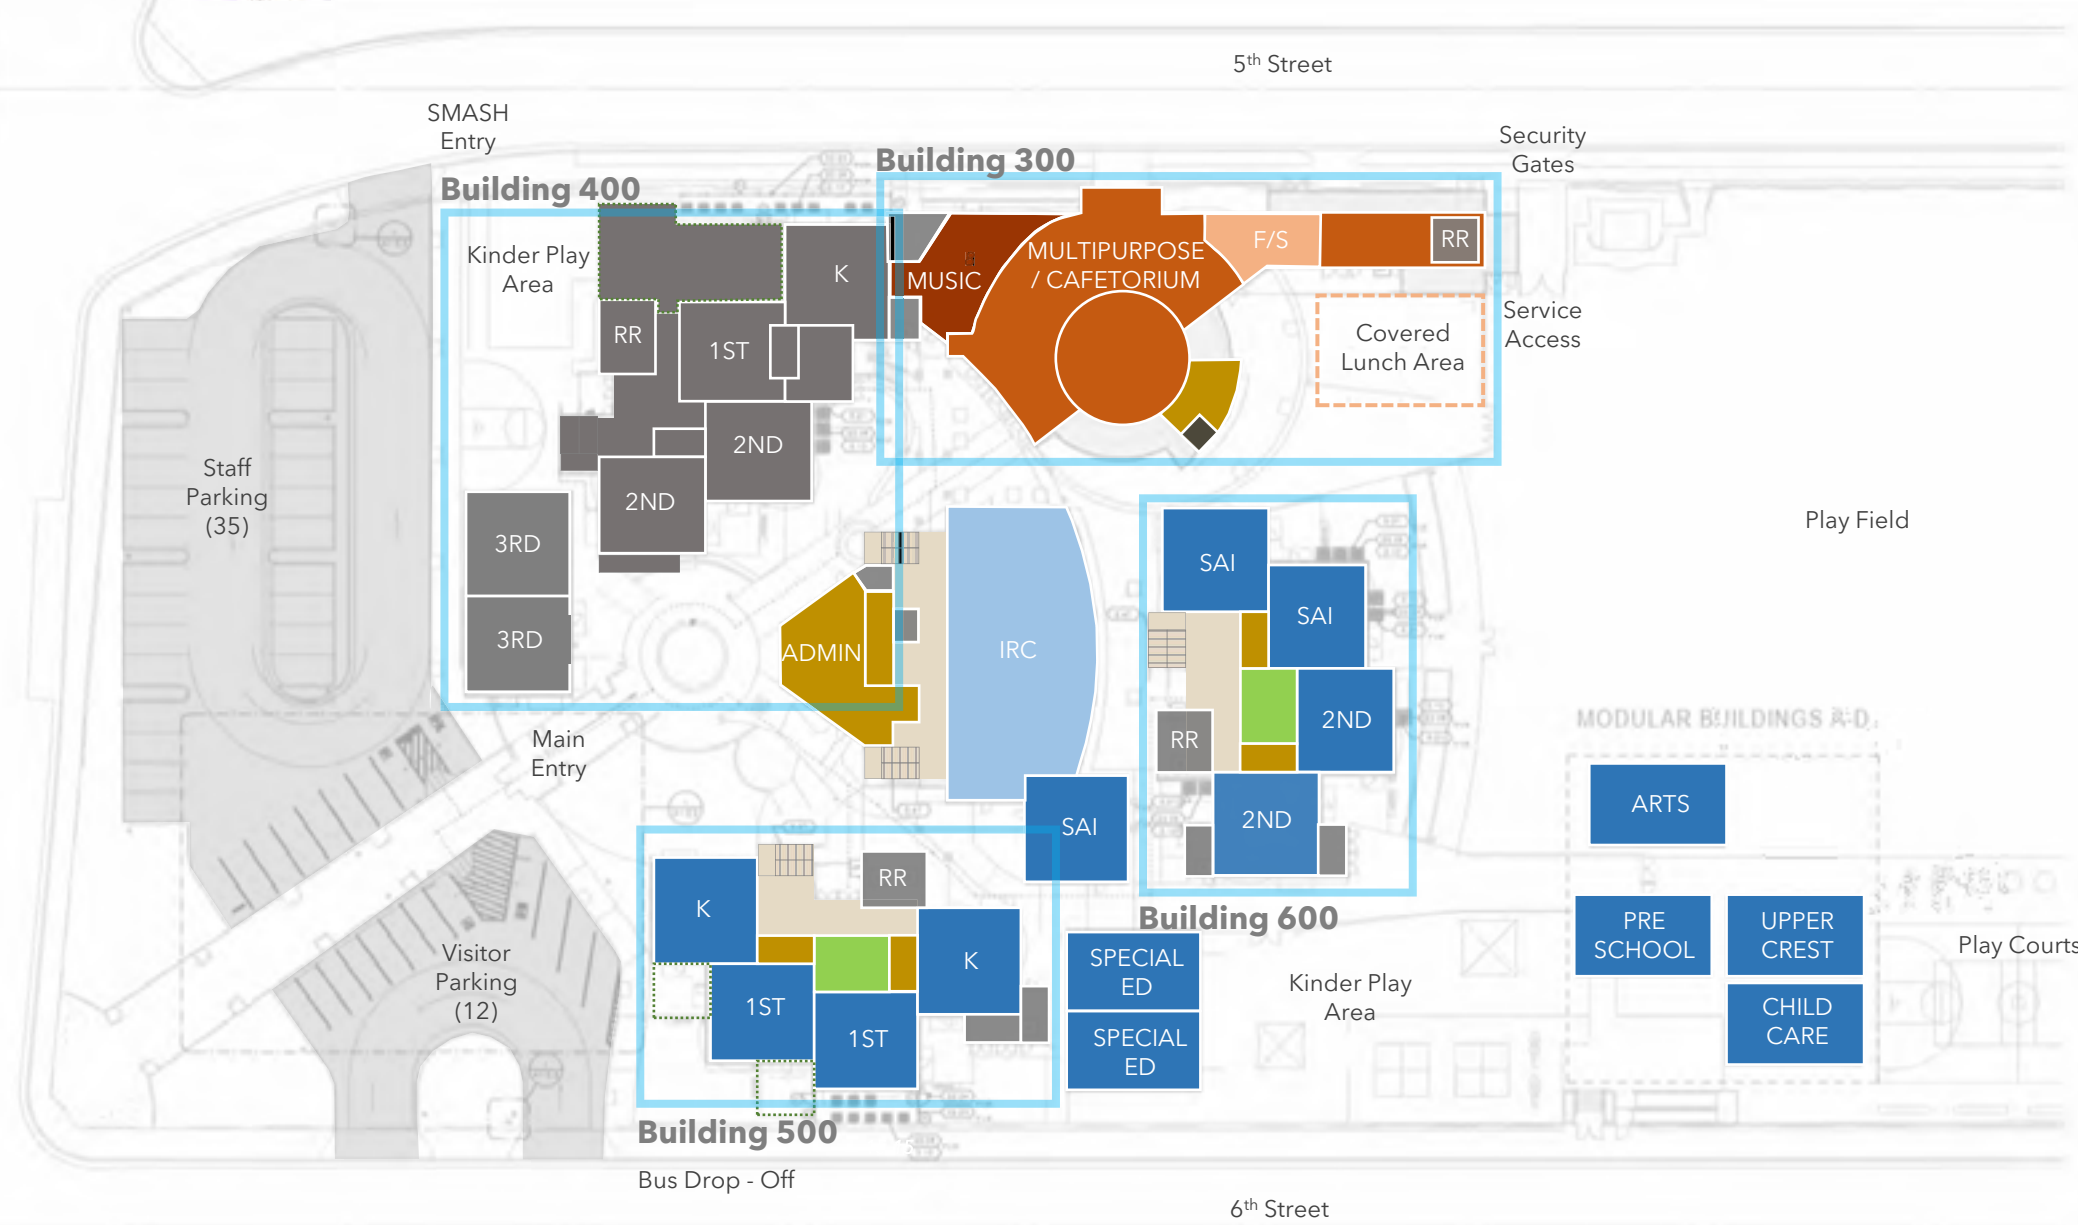 5th Street
SMASH
Entry
Security
Gates
Building 300
Building 400
Kinder Play
Area
K
MUSIC
MULTIPURPOSE
/ CAFETORIUM
F/S
RR
RR
1ST
Covered
Lunch Area
Service
Access
2ND
2ND
Staff
Parking
(35)
3RD
3RD
Play Field
SAI
SAI
ADMIN
IRC
2ND
RR
MODULAR BUILDINGS A-D
Main
Entry
2ND
SAI
ARTS
RR
K
K
Building 600
SPECIAL
ED
SPECIAL
ED
Kinder Play
Area
PRE
SCHOOL
UPPER
CREST
Play Courts
CHILD
CARE
Visitor
Parking
(12)
1ST
1ST
Building 500
Bus Drop - Off
6th Street